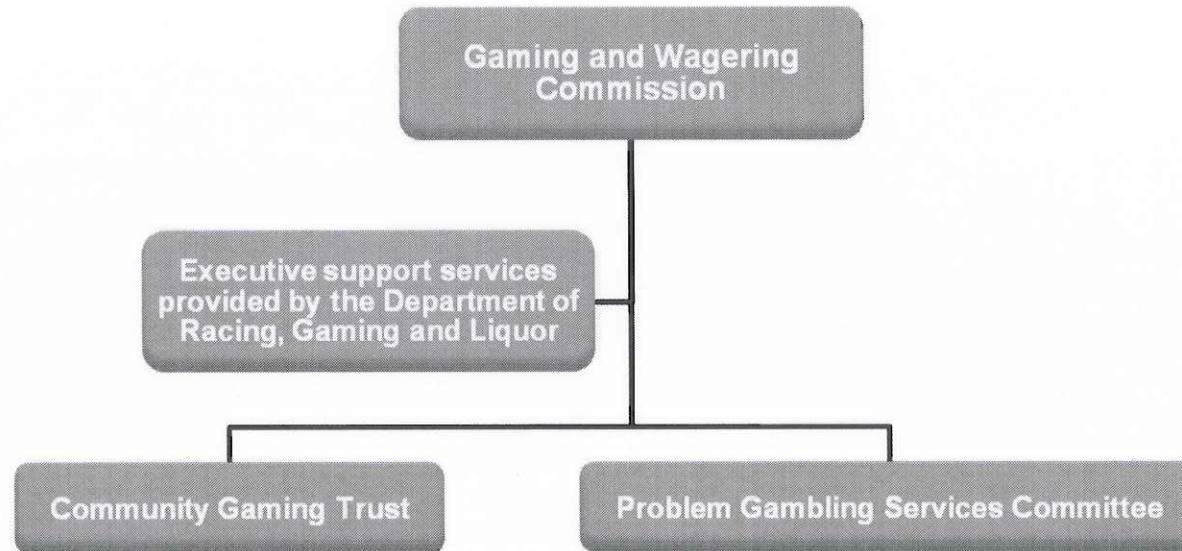 Gaming and Wagering
Commission
Executive support services
provided by the Department of
Racing, Gaming and Liquor
Community Gaming Trust
Problem Gambling Services Committee